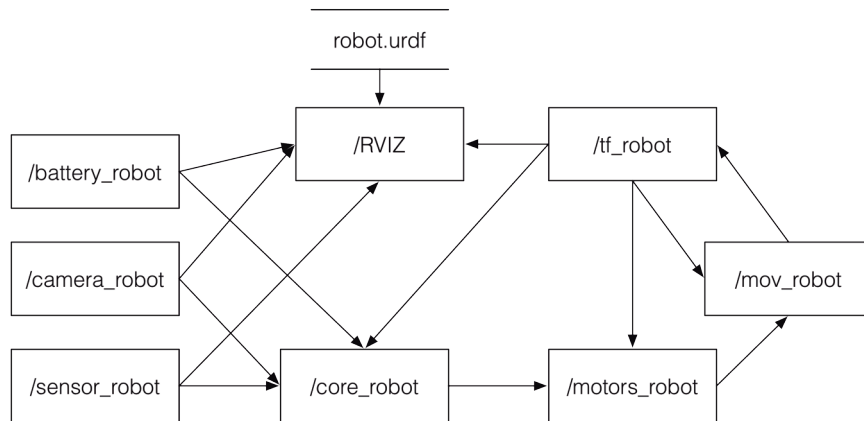 robot.urdf
/RVIZ
/tf_robot
/battery_robot
/camera_robot
/mov_robot
/sensor_robot
/core_robot
/motors_robot